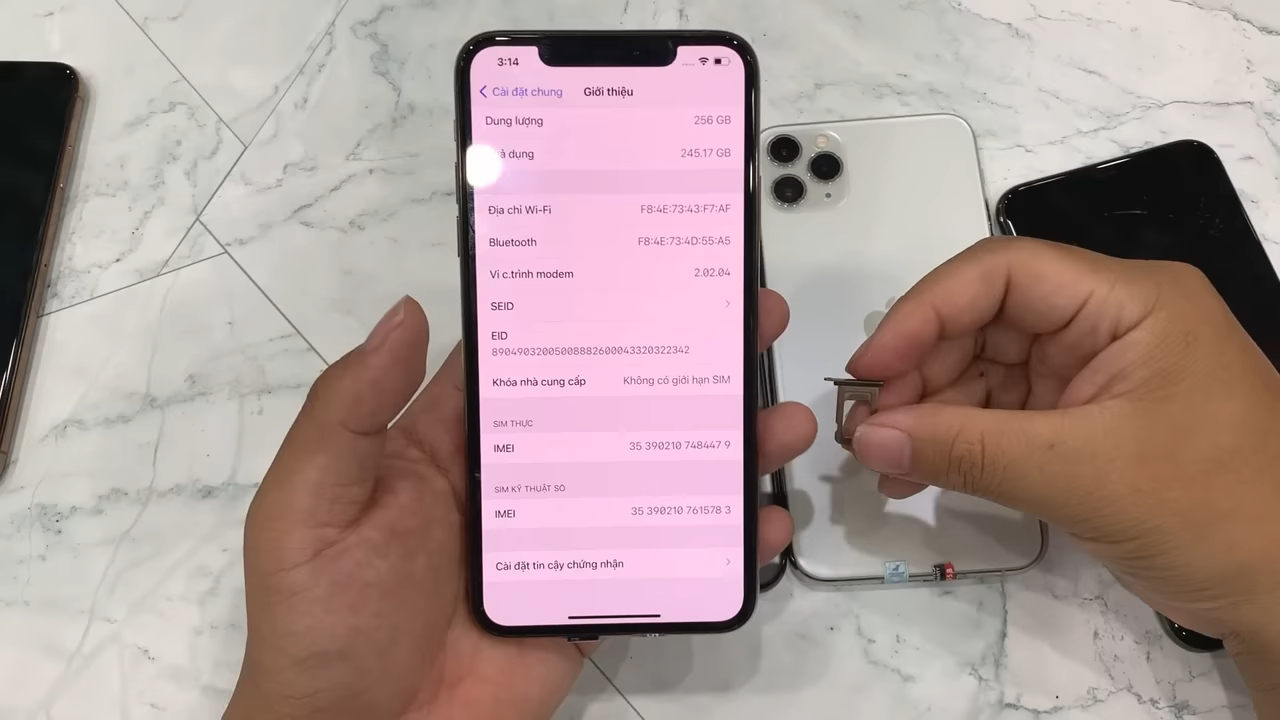 3:14
Cài đặt chung Giới thiệu
Dung lượng 256 GB
dụng 245.17 GB
Địa chỉ Wi-Fi F8:4E:73:43:F7:AF
Bluetooth F8:4E:73:4D:55:A5
Vi c.trình modem 2.02.04
SEID
EID
89049032005008882600043320322342
Khóa nhà cung cấp Không có giới hạn SIM
SIM THỰC
IMEI 35 390210 748447 9
SIM KỸ THUẬT SỐ
IMEI 35 390210 761578 3
Cài đặt tin cậy chứng nhận